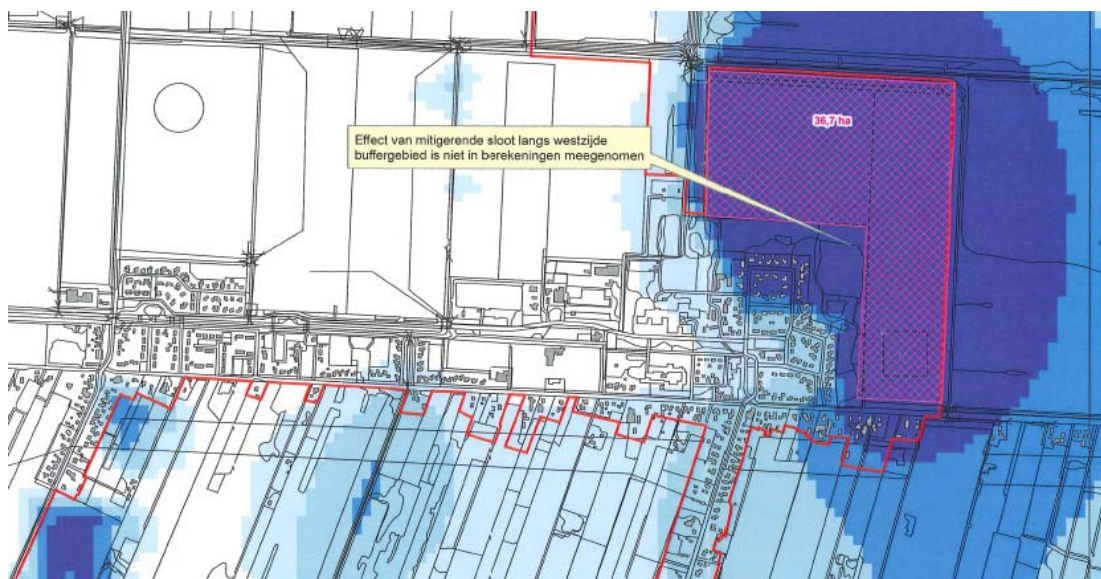 36,7 ha
Effect van mitigerende sloot langs westzijde
buffergebied is niet in berekeningen meegenomen